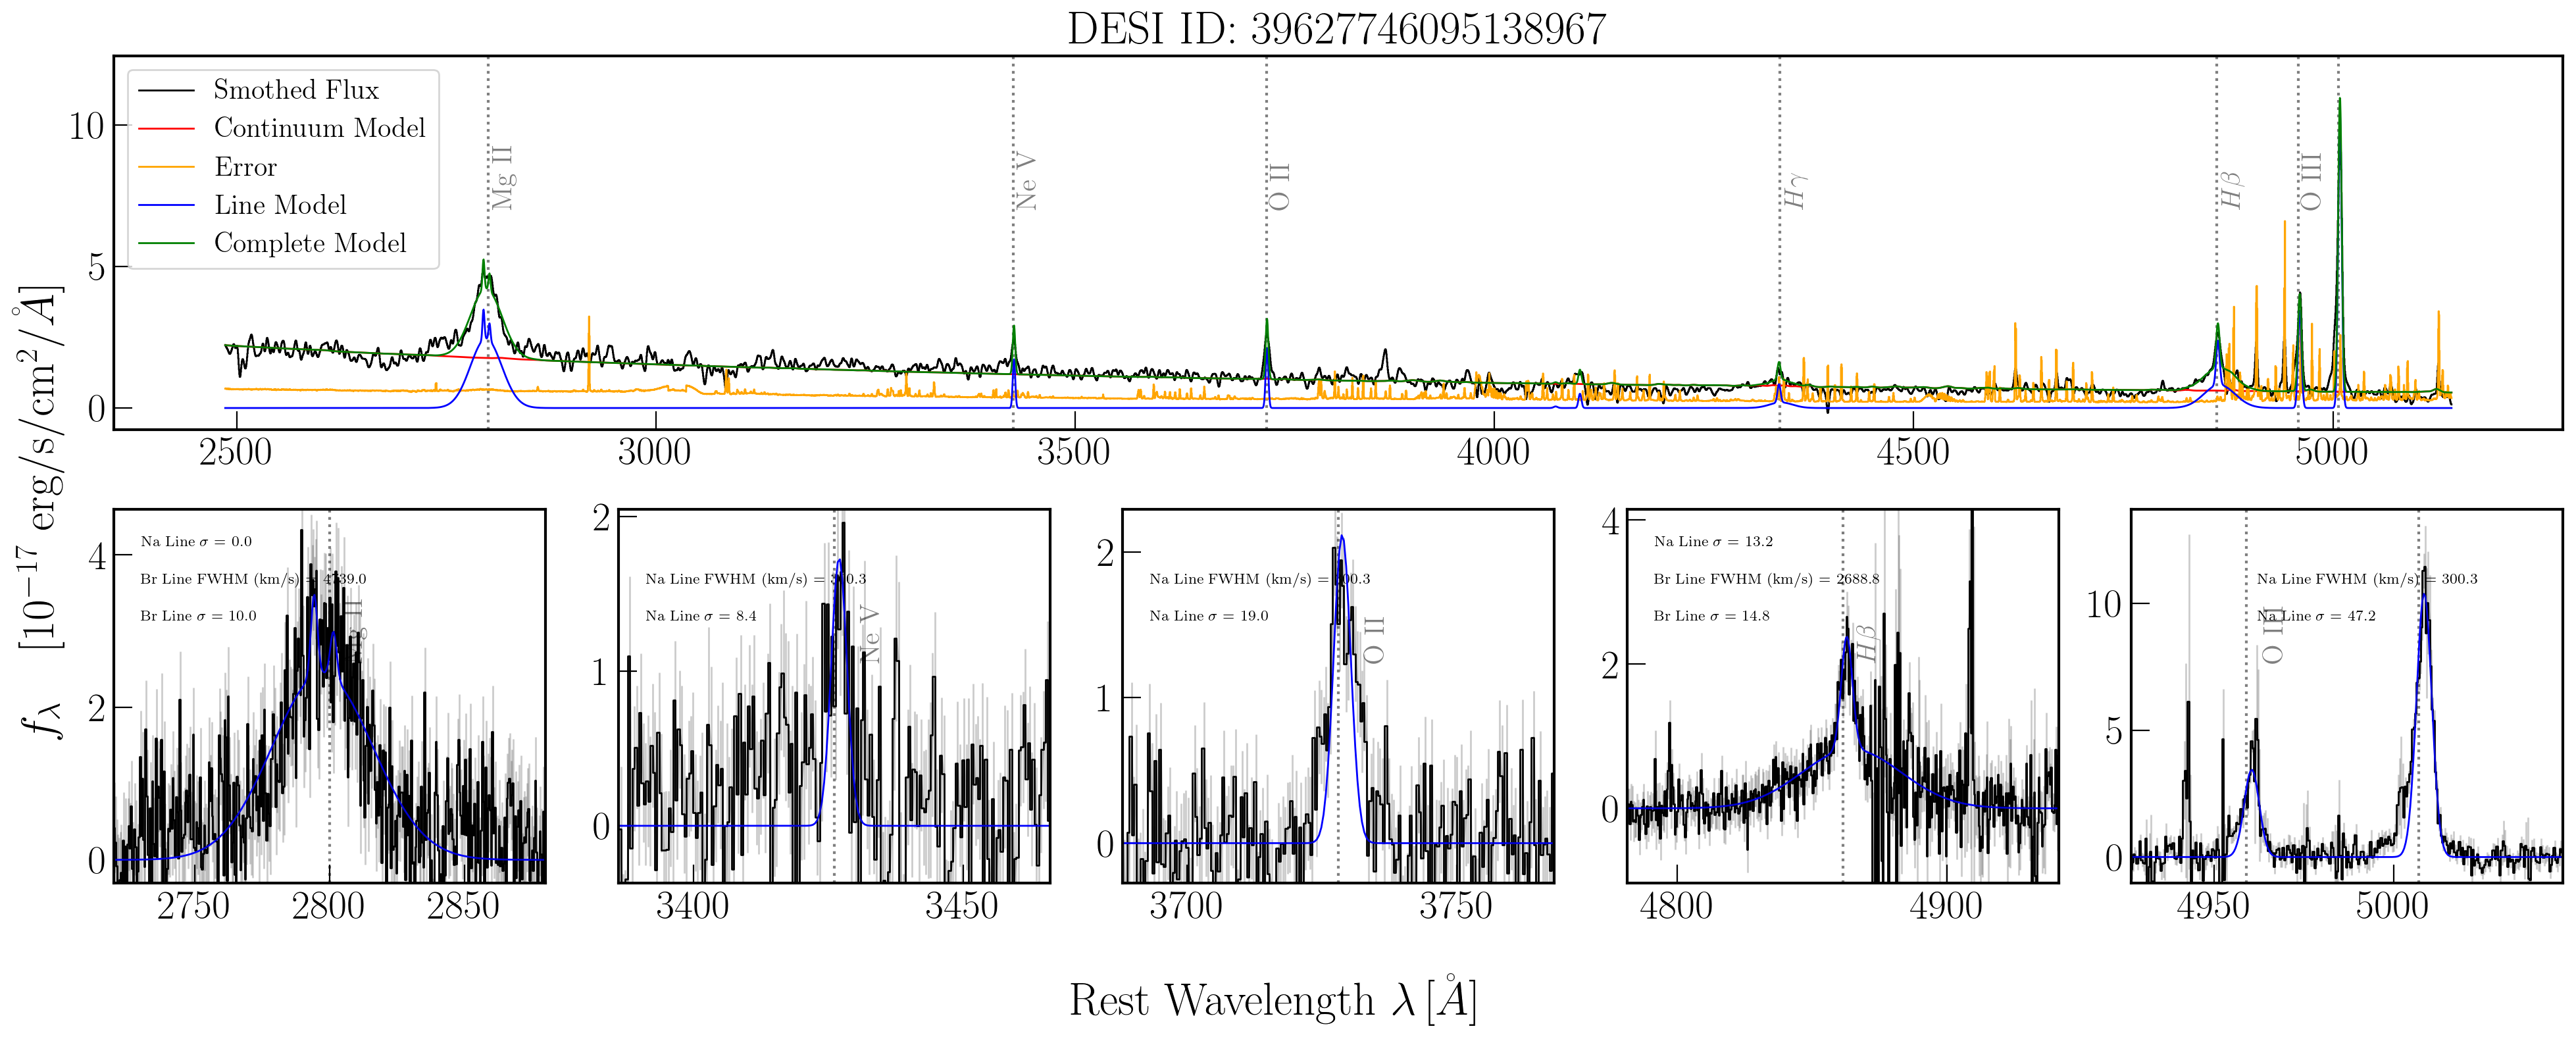 DESI ID: 39627746095138967
Smothed Flux
Continuum Model
Error
Line Model
Complete Model
Mg II
Ne V
O II
Hγ
Hβ
O III
10
5
0
2500 3000 3500 4000 4500 5000
f_λ [10^{-17} erg/s/cm^2/Å]
Na Line σ = 0.0
Br Line FWHM (km/s) =
Br Line σ = 10.0
Mg II
4
2
0
2750 2800 2850
Na Line FWHM (km/s) =
Na Line σ = 8.4
Ne V
2
1
0
3400 3450
Na Line FWHM (km/s) =
Na Line σ = 19.0
O II
2
1
0
3700 3750
Na Line σ = 13.2
Br Line FWHM (km/s) = 2688.8
Br Line σ = 14.8
Hβ
4
2
0
4800 4900
Na Line FWHM (km/s) = 300.3
Na Line σ = 47.2
O III
10
5
0
4950 5000
Rest Wavelength λ [Å]